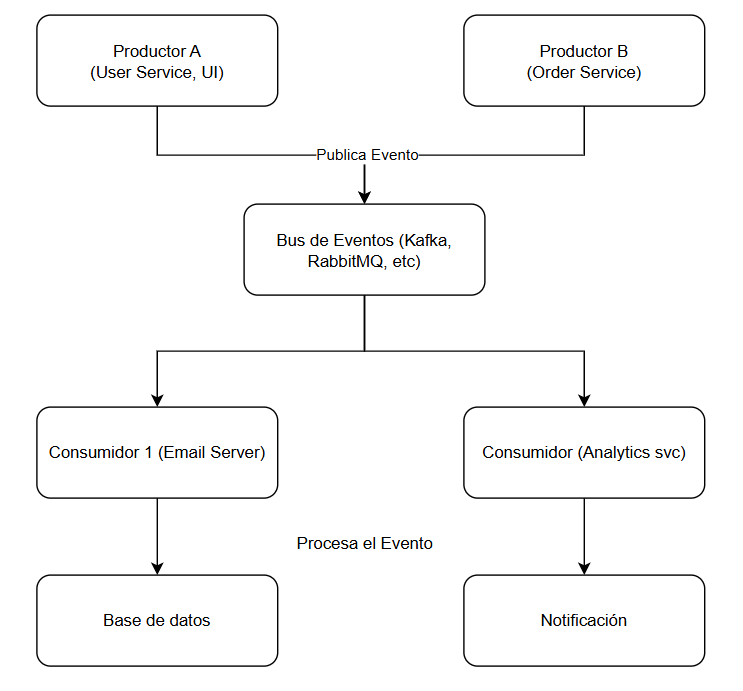 Productor A
(User Service, UI)
Productor B
(Order Service)
Publica Evento
Bus de Eventos (Kafka,
RabbitMQ, etc)
Consumidor 1 (Email Server)
Consumidor (Analytics svc)
Procesa el Evento
Base de datos
Notificación